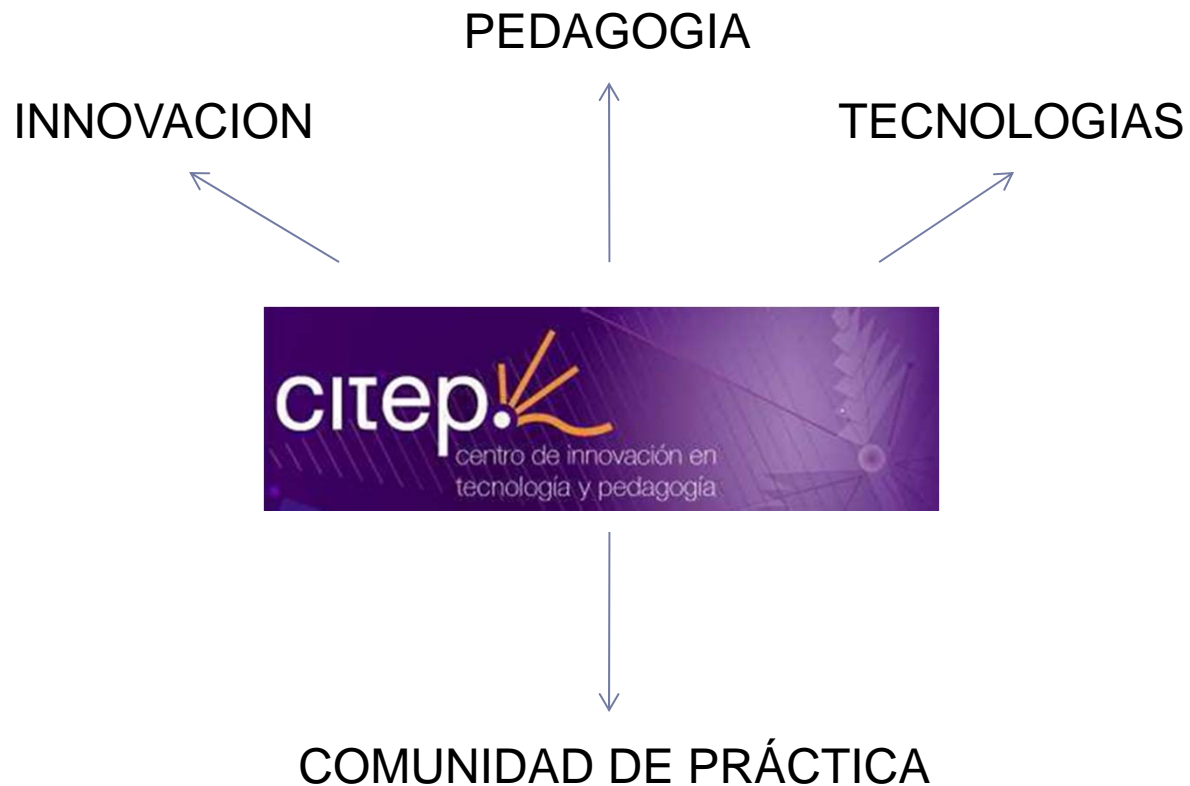 PEDAGOGIA
INNOVACION
TECNOLOGIAS
citep.
centro de innovación en
tecnología y pedagogía
COMUNIDAD DE PRÁCTICA